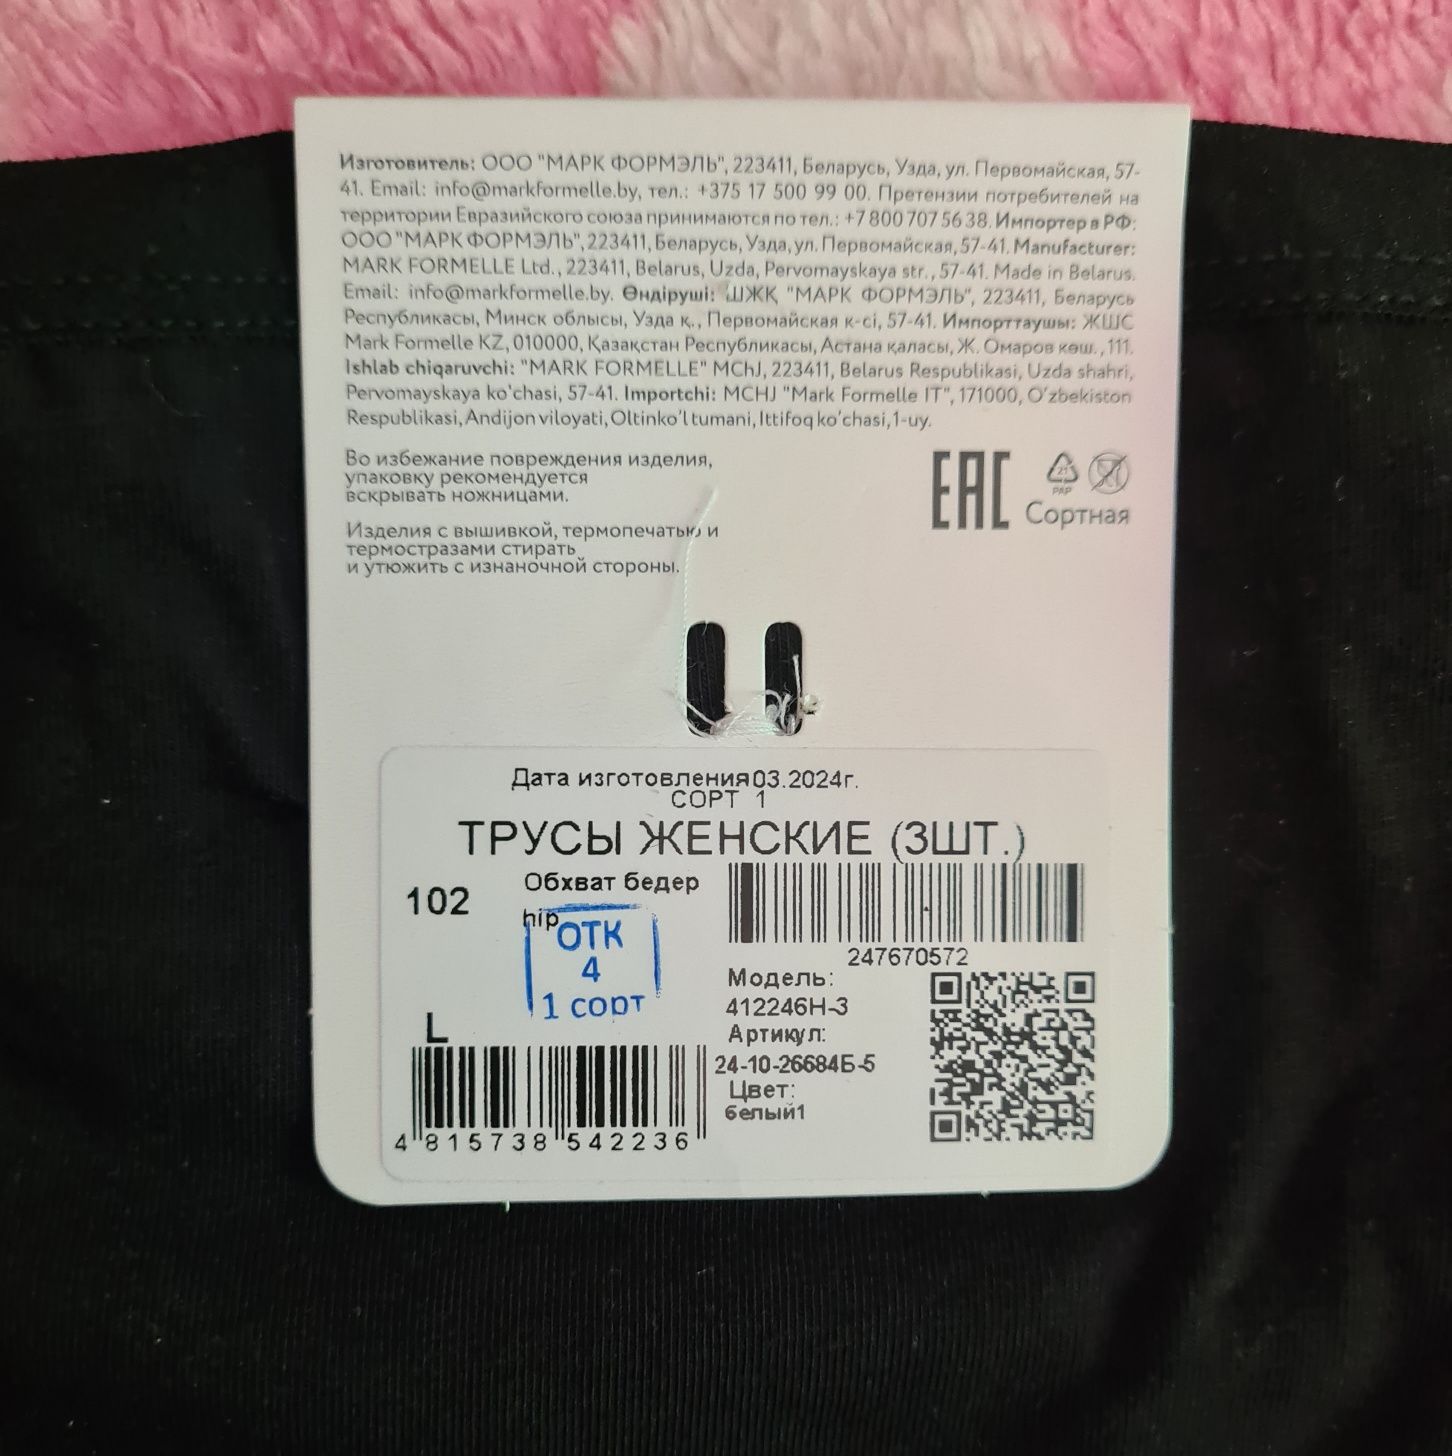 Изготовитель: ООО "МАРК ФОРМЭЛЬ", 223411, Беларусь, Узда, ул. Первомайская, 57-
41. Email: info@markformelle.by, тел.: +375 17 500 99 00. Претензии потребителей на
территории Евразийского союза принимаются по тел.: +7 800 707 56 38. Импортер в РФ:
ООО "МАРК ФОРМЭЛЬ", 223411, Беларусь, Узда, ул. Первомайская, 57-41. Manufacturer:
MARK FORMELLE Ltd., 223411, Belarus, Uzda, Pervomayskaya str., 57-41. Made in Belarus.
Email: info@markformelle.by. Өндіруші: ШЖҚ "МАРК ФОРМЭЛЬ", 223411, Беларусь
Республикасы, Минск облысы, Узда қ., Первомайская к-сі, 57-41. Импорттаушы: ЖШС
Mark Formelle KZ, 010000, Қазақстан Республикасы, Астана қаласы, Ж. Омаров көш., 111.
Ishlab chiqaruvchi: "MARK FORMELLE" MChJ, 223411, Belarus Respublikasi, Uzda shahri,
Pervomayskaya ko'chasi, 57-41. Importchi: MCHJ "Mark Formelle IT", 171000, O'zbekiston
Respublikasi, Andijon viloyati, Oltinko'l tumani, Ittifoq ko'chasi, 1-uy.
Во избежание повреждения изделия,
упаковку рекомендуется
вскрывать ножницами.
Изделия с вышивкой, термопечатью и
термостразами стирать
и утюжить с изнаночной стороны.
EAC
21
PAP
Сортная
Дата изготовления03.2024г.
СОРТ 1
ТРУСЫ ЖЕНСКИЕ (3ШТ.)
102
Обхват бедер
hip
ОТК
4
1 сорт
L
4 815738 542236
247670572
Модель:
412246Н-3
Артикул:
24-10-26684Б-5
Цвет:
белый1